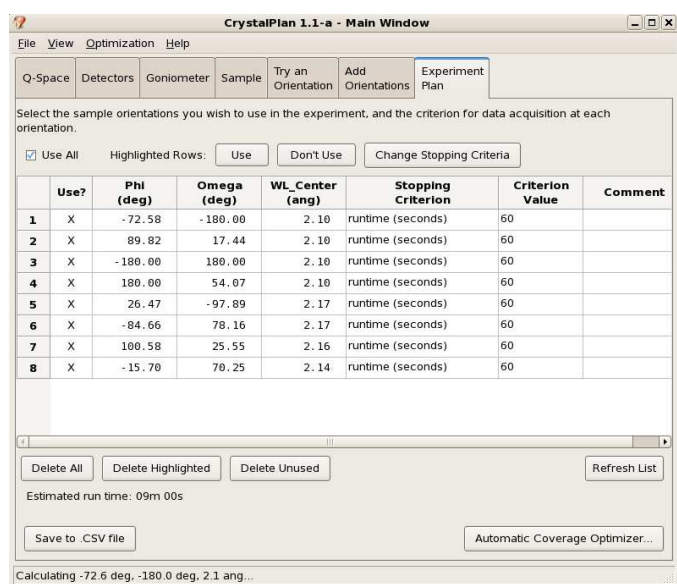 CrystalPlan 1.1-a - Main Window
File View Optimization Help
Q-Space Detectors Goniometer Sample Try an Orientation Add Orientations Experiment Plan
Select the sample orientations you wish to use in the experiment, and the criterion for data acquisition at each
orientation.
Use All Highlighted Rows: Use Don't Use Change Stopping Criteria
Use? Phi (deg) Omega (deg) WL_Center (ang) Stopping Criterion Criterion Value Comment
1 X -72.58 -180.00 2.10 runtime (seconds) 60
2 X 89.82 17.44 2.10 runtime (seconds) 60
3 X -180.00 180.00 2.10 runtime (seconds) 60
4 X 180.00 54.07 2.10 runtime (seconds) 60
5 X 26.47 -97.89 2.17 runtime (seconds) 60
6 X -84.66 78.16 2.17 runtime (seconds) 60
7 X 100.58 25.55 2.16 runtime (seconds) 60
8 X -15.70 70.25 2.14 runtime (seconds) 60
Delete All Delete Highlighted Delete Unused Refresh List
Estimated run time: 09m 00s
Save to .CSV file Automatic Coverage Optimizer...
Calculating -72.6 deg, -180.0 deg, 2.1 ang...